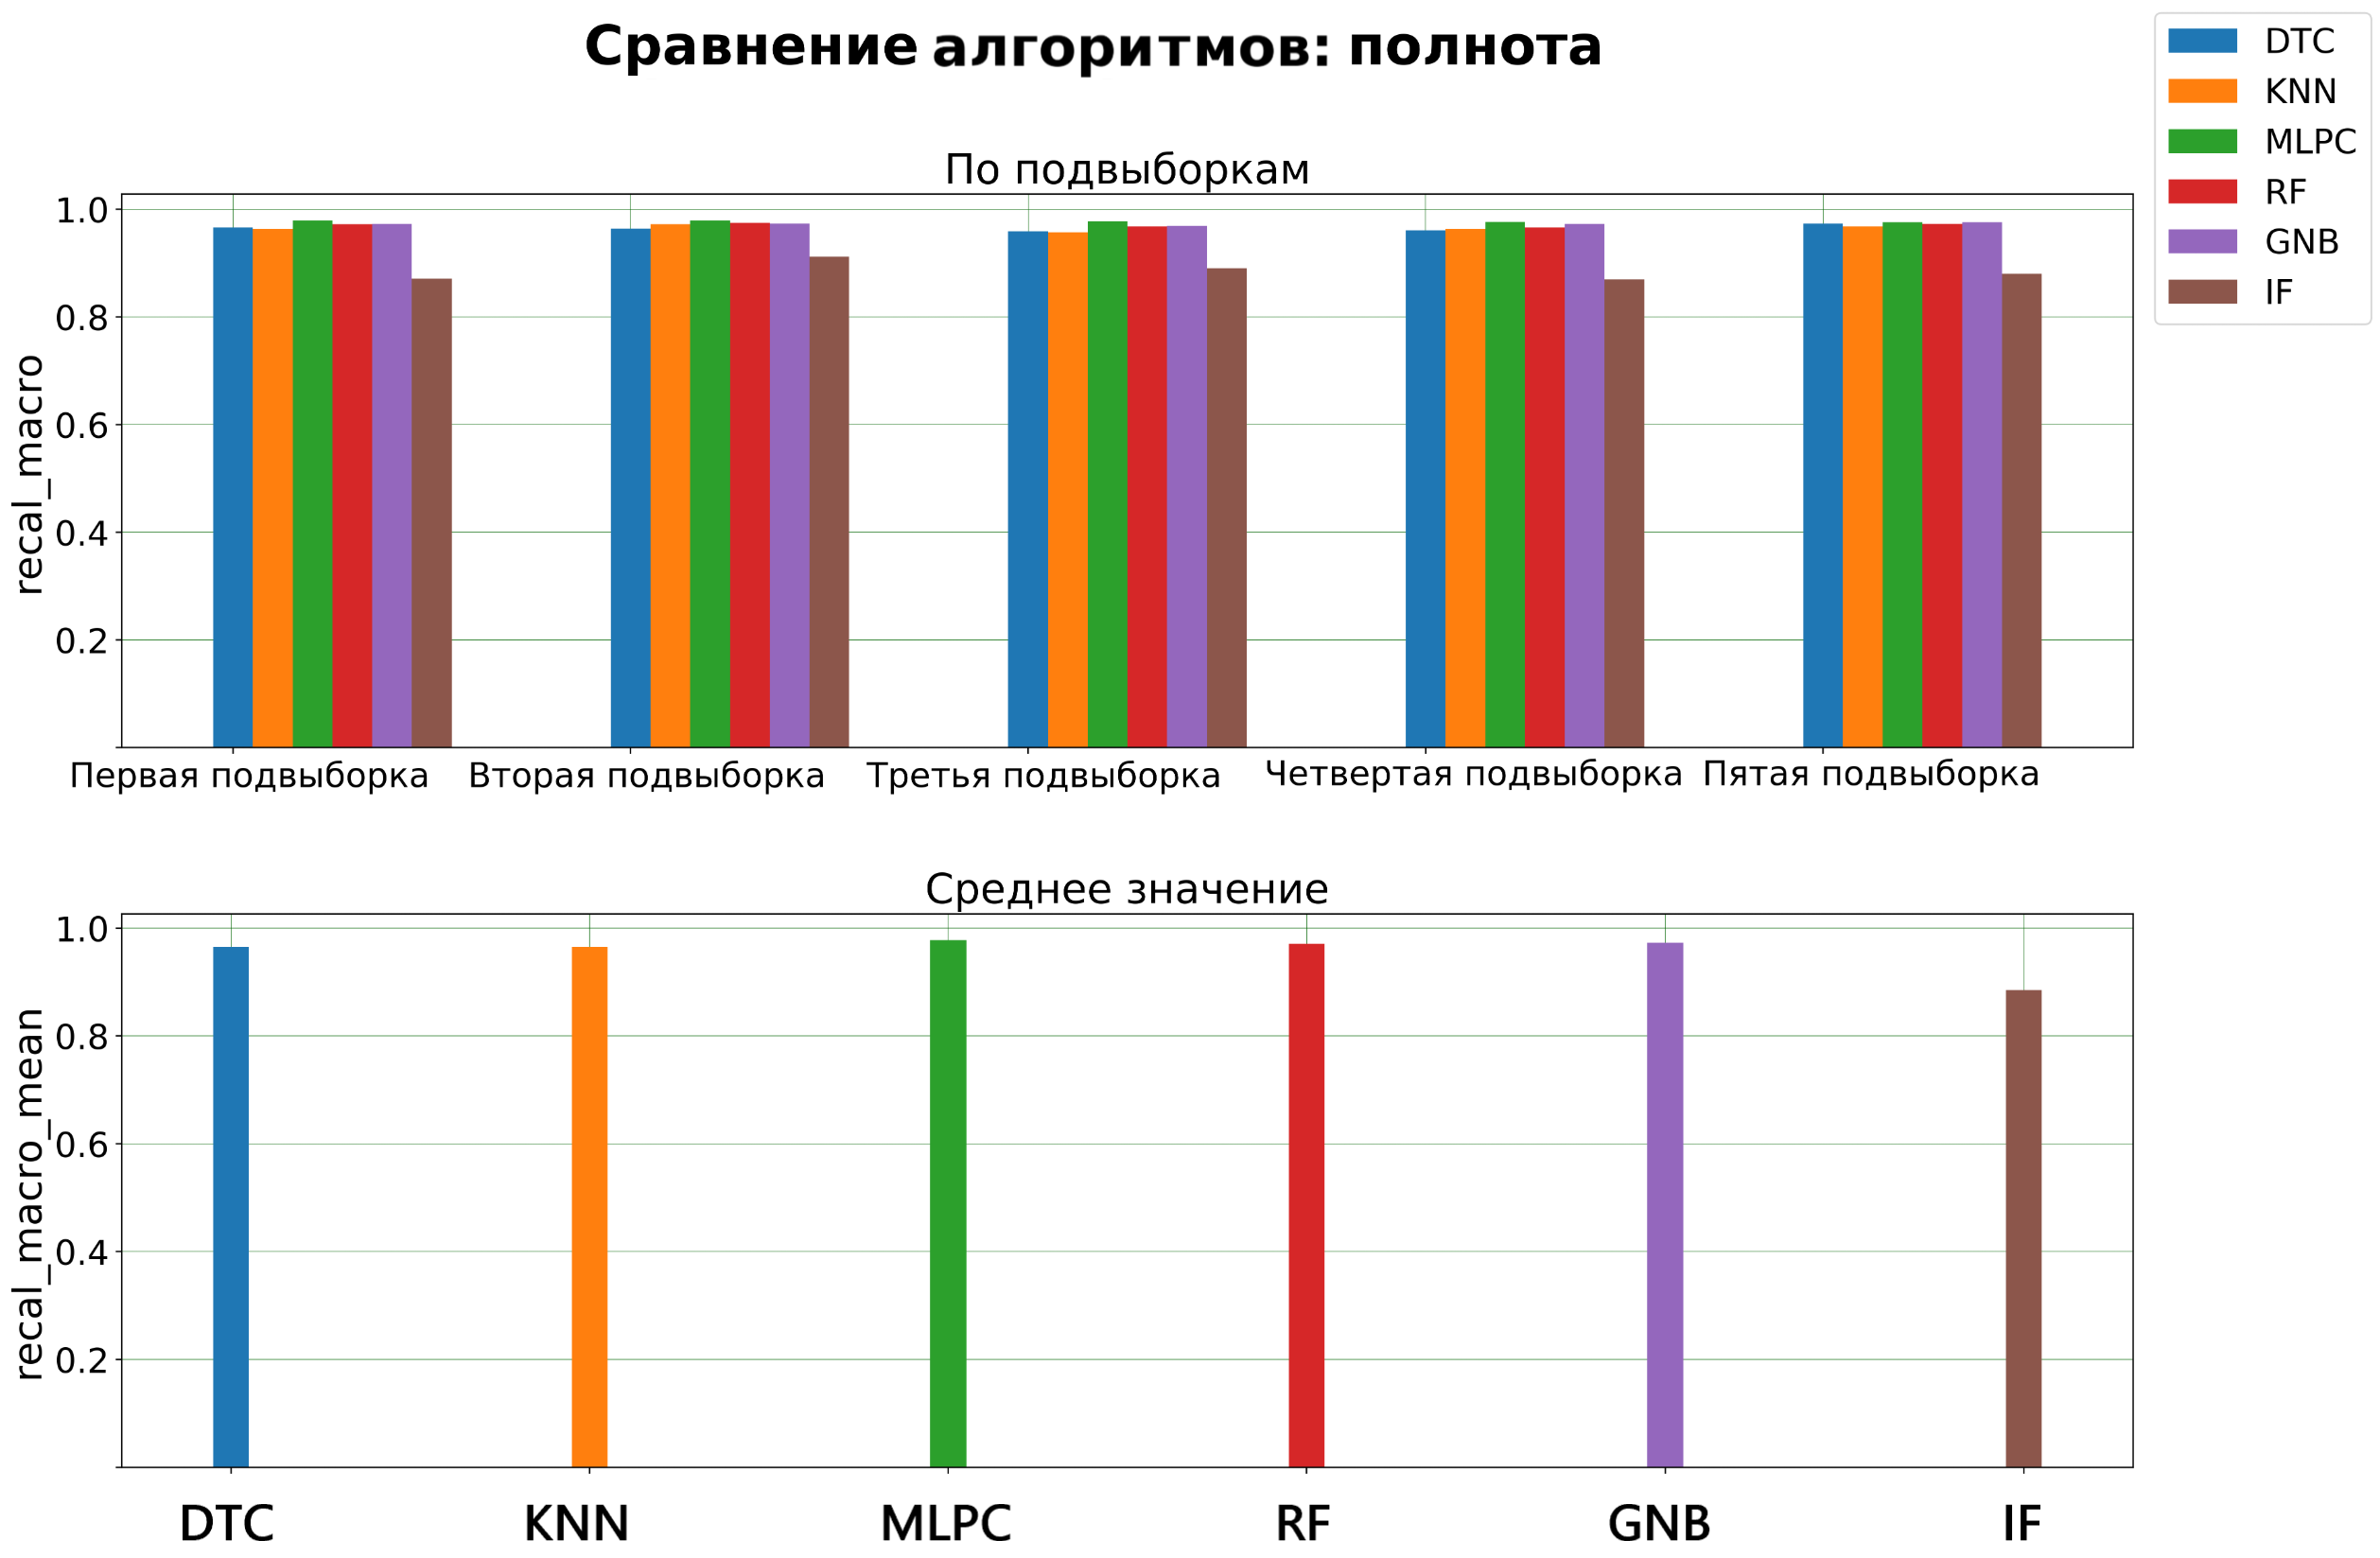 Сравнение алгоритмов: полнота
DTC
KNN
MLPC
RF
GNB
IF
По подвыборкам
recal_macro
1.0
0.8
0.6
0.4
0.2
Первая подвыборка Вторая подвыборка Третья подвыборка Четвертая подвыборка Пятая подвыборка
Среднее значение
recal_macro_mean
1.0
0.8
0.6
0.4
0.2
DTC KNN MLPC RF GNB IF